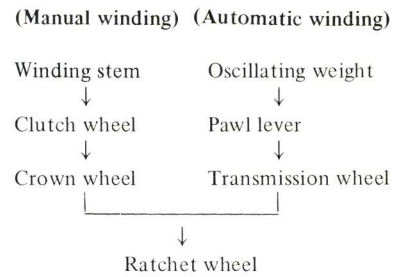 (Manual winding) (Automatic winding)
Winding stem Oscillating weight
Clutch wheel Pawl lever
Crown wheel Transmission wheel
Ratchet wheel